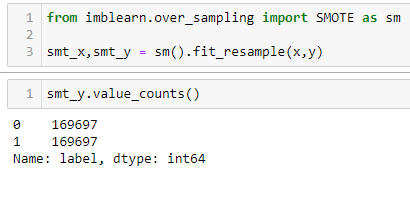 1 from imblearn.over_sampling import SMOTE as sm
2
3 smt_x,smt_y = sm().fit_resample(x,y)
1 smt_y.value_counts()
0    169697
1    169697
Name: label, dtype: int64